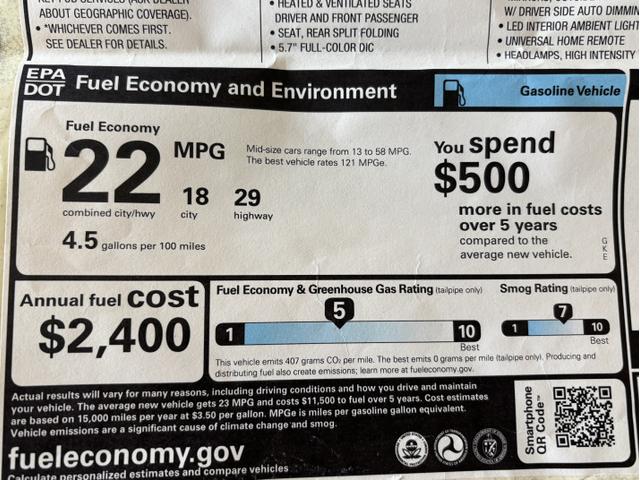 ABOUT GEOGRAPHIC COVERAGE).
• *WHICHEVER COMES FIRST.
SEE DEALER FOR DETAILS.
• HEATED & VENTILATED SEATS
DRIVER AND FRONT PASSENGER
• SEAT, REAR SPLIT FOLDING
• 5.7" FULL-COLOR DIC
W/ DRIVER SIDE AUTO DIMMIN
• LED INTERIOR AMBIENT LIGHT
• UNIVERSAL HOME REMOTE
• HEADLAMPS, HIGH INTENSITY
EPA
DOT
Fuel Economy and Environment
Gasoline Vehicle
Fuel Economy
22 MPG
combined city/hwy
18
city
29
highway
4.5 gallons per 100 miles
Mid-size cars range from 13 to 58 MPG.
The best vehicle rates 121 MPGe.
You spend
$500
more in fuel costs
over 5 years
compared to the
average new vehicle.
G
K
E
Annual fuel cost
$2,400
Fuel Economy & Greenhouse Gas Rating (tailpipe only)
5
1
10
Best
Smog Rating (tailpipe only)
7
1
10
Best
This vehicle emits 407 grams CO₂ per mile. The best emits 0 grams per mile (tailpipe only). Producing and
distributing fuel also create emissions; learn more at fueleconomy.gov.
Actual results will vary for many reasons, including driving conditions and how you drive and maintain
your vehicle. The average new vehicle gets 23 MPG and costs $11,500 to fuel over 5 years. Cost estimates
are based on 15,000 miles per year at $3.50 per gallon. MPGe is miles per gasoline gallon equivalent.
Vehicle emissions are a significant cause of climate change and smog.
fueleconomy.gov
Calculate personalized estimates and compare vehicles
Smartphone
QR Code™